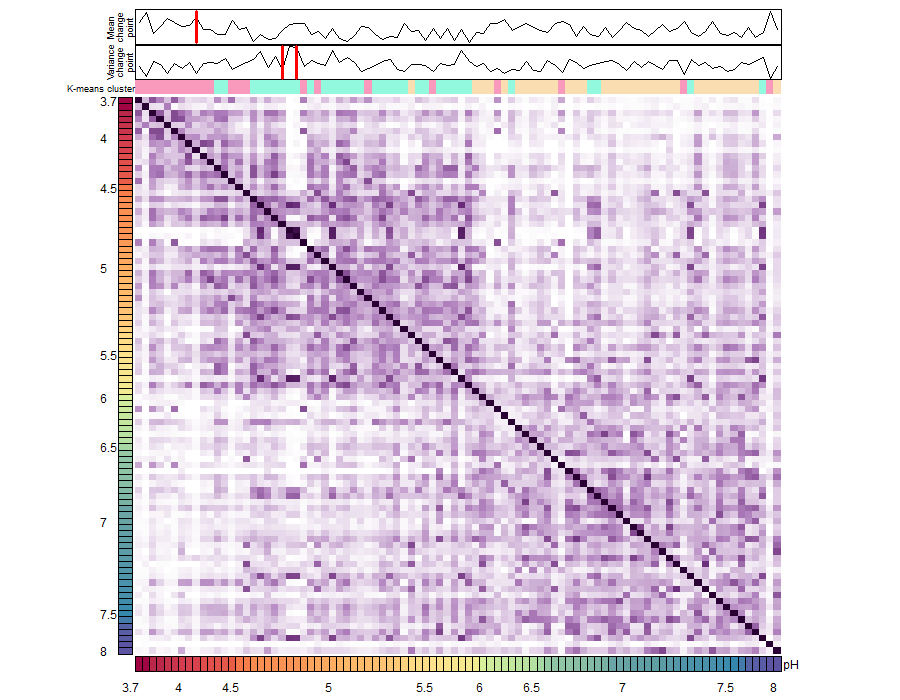 Mean
change
point
Variance
change
point
K-means cluster
3.7
4
4.5
5
5.5
6
6.5
7
7.5
8
pH
3.7 4 4.5 5 5.5 6 6.5 7 7.5 8